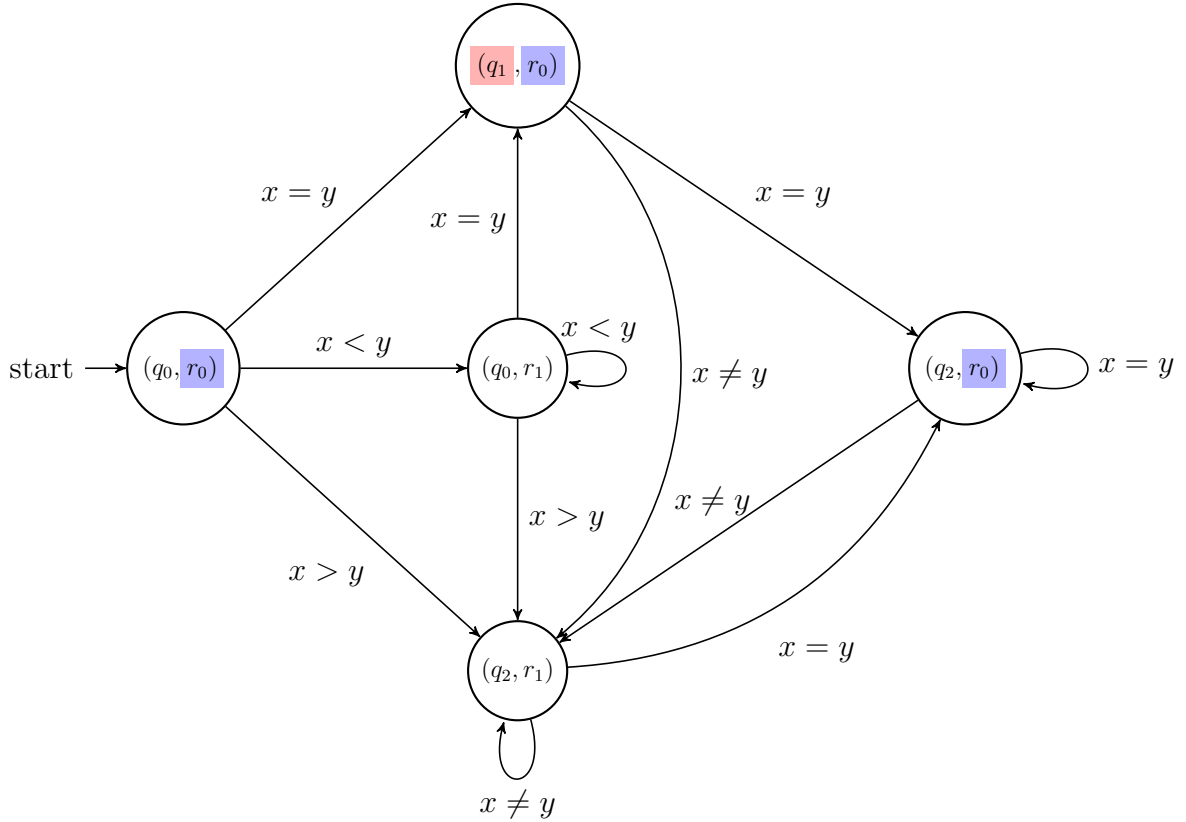 (q₁, r₀)
x = y
x = y
x = y
x < y
x < y
start
(q₀, r₀)
(q₀, r₁)
x ≠ y
(q₂, r₀)
x = y
x ≠ y
x > y
x > y
x = y
(q₂, r₁)
x ≠ y